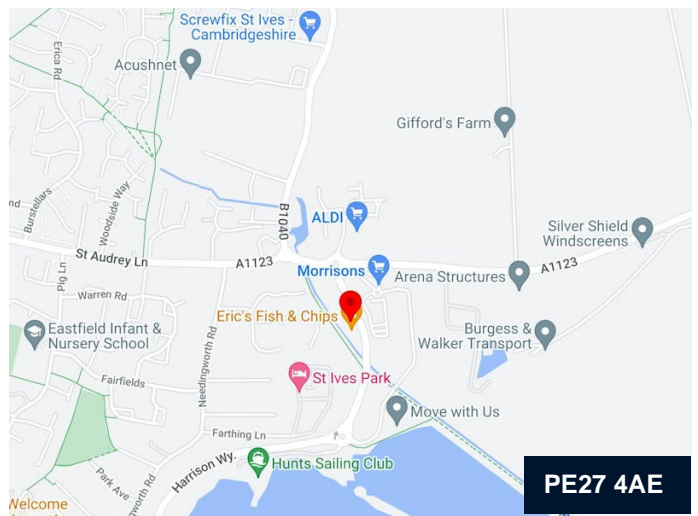 Screwfix St Ives -
Cambridgeshire
Acushnet
Erica Rd
Gifford's Farm
Burstellars
Woodside Way
B1040
ALDI
Silver Shield
Windscreens
St Audrey Ln
A1123
Morrisons
Arena Structures
A1123
Pig Ln
Warren Rd
Eric's Fish & Chips
Eastfield Infant &
Nursery School
Needingworth Rd
Burgess &
Walker Transport
Fairfields
St Ives Park
Move with Us
Farthing Ln
Harrison Wy.
Hunts Sailing Club
Park Ave
gworth Rd
Welcome
PE27 4AE